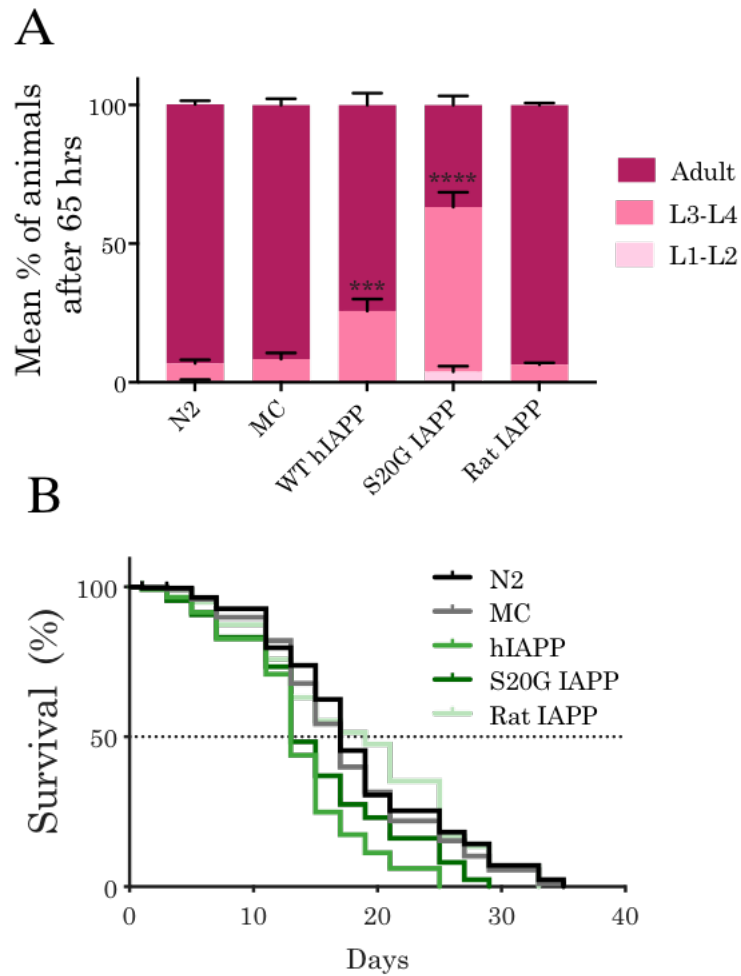 A
Mean % of animals
after 65 hrs
100
50
0
***
****
N2
MC
WT hIAPP
S20G IAPP
Rat IAPP
Adult
L3-L4
L1-L2
B
Survival (%)
100
50
0
N2
MC
hIAPP
S20G IAPP
Rat IAPP
0
10
20
30
40
Days